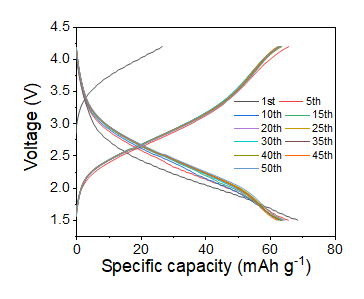 4.5
4.0
3.5
3.0
2.5
2.0
1.5
Voltage (V)
1st 5th
10th 15th
20th 25th
30th 35th
40th 45th
50th
0 20 40 60 80
Specific capacity (mAh g⁻¹)